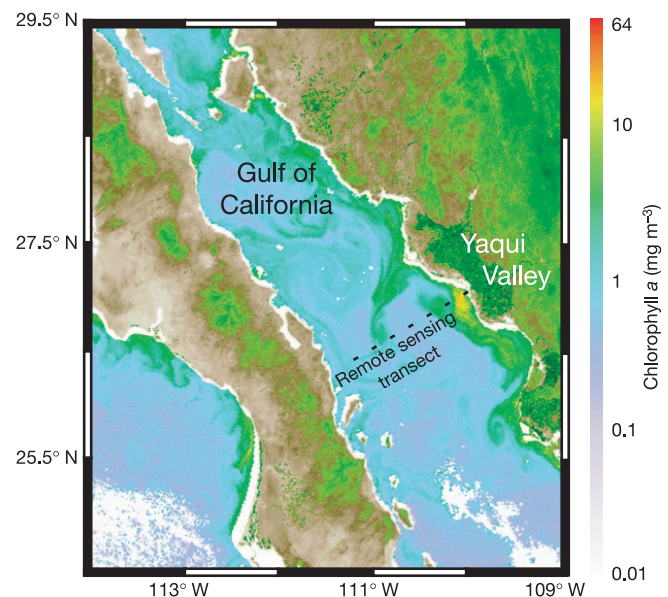 29.5° N
27.5° N
25.5° N
113° W
111° W
109° W
Gulf of
California
Yaqui
Valley
Remote sensing
transect
64
10
1
0.1
0.01
Chlorophyll a (mg m⁻³)